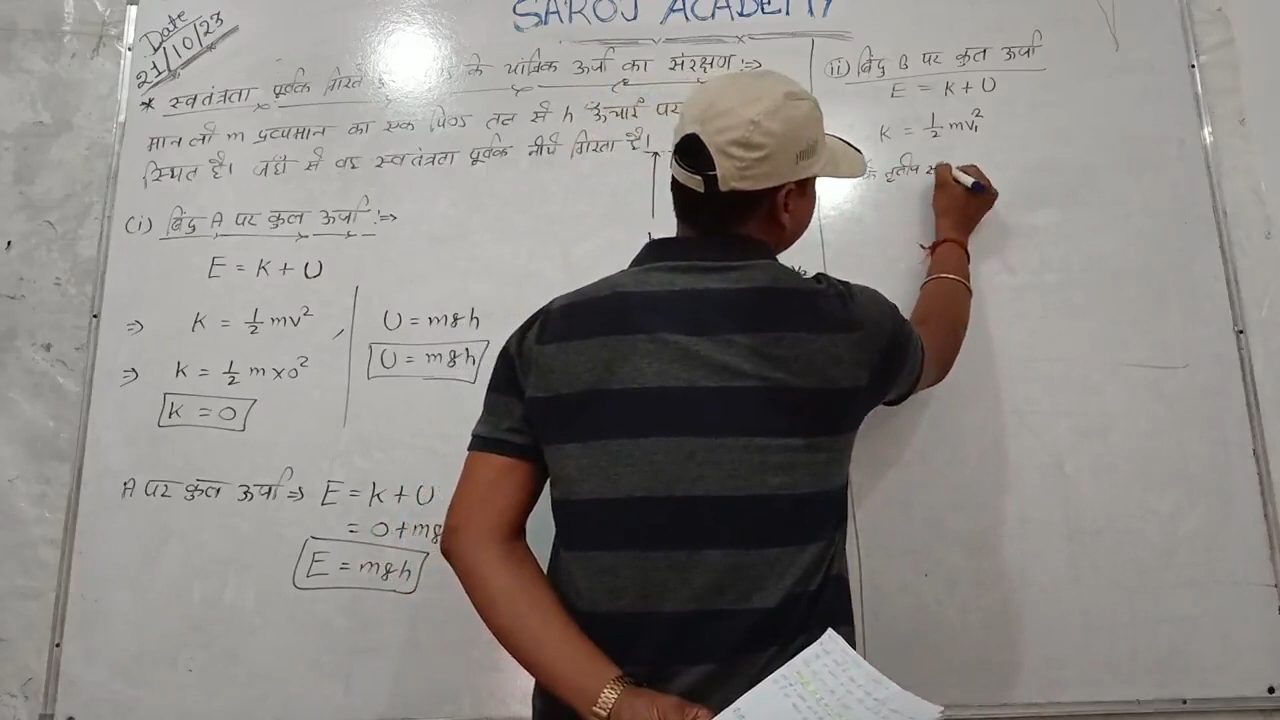 SAROJ ACADEMY
Date
21/10/23
* स्वतंत्रता पूर्वक गिरते के यांत्रिक ऊर्जा का संरक्षण :⇒
मान लो m द्रव्यमान का एक पिण्ड तल से h ऊँचाई पर
स्थित है। जहाँ से वह स्वतंत्रता पूर्वक नीचे गिरता है।
(i) बिंदु A पर कुल ऊर्जा :⇒
E = K + U
⇒ K = 1/2 mv², U = mgh
⇒ K = 1/2 m×0² U = mgh
K = 0
A पर कुल ऊर्जा ⇒ E = K + U
= 0 + mg
E = mgh
ii) बिंदु B पर कुल ऊर्जा
E = K + U
K = 1/2 mv₁²
के तृतीय स